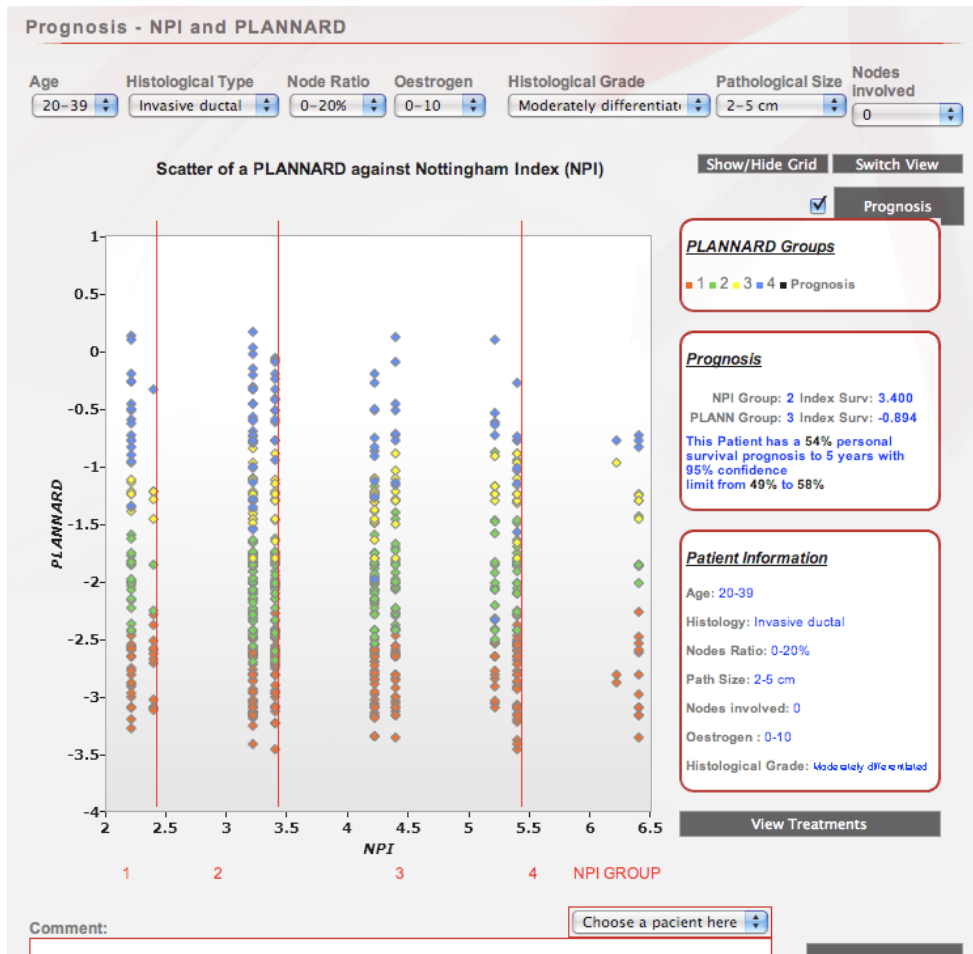 Prognosis - NPI and PLANNARD
Age
Histological Type
Node Ratio
Oestrogen
Histological Grade
Pathological Size
Nodes
involved
20-39
Invasive ductal
0-20%
0-10
Moderately differentiat
2-5 cm
0
Scatter of a PLANNARD against Nottingham Index (NPI)
Show/Hide Grid
Switch View
Prognosis
PLANNARD Groups
1 2 3 4 Prognosis
Prognosis
NPI Group: 2 Index Surv: 3.400
PLANN Group: 3 Index Surv: -0.894
This Patient has a 54% personal
survival prognosis to 5 years with
95% confidence
limit from 49% to 58%
Patient Information
Age: 20-39
Histology: Invasive ductal
Nodes Ratio: 0-20%
Path Size: 2-5 cm
Nodes involved: 0
Oestrogen : 0-10
Histological Grade: Moderately differentiated
View Treatments
PLANNARD
1
0.5
0
-0.5
-1
-1.5
-2
-2.5
-3
-3.5
-4
2 2.5 3 3.5 4 4.5 5 5.5 6 6.5
NPI
1 2 3 4 NPI GROUP
Comment:
Choose a pacient here